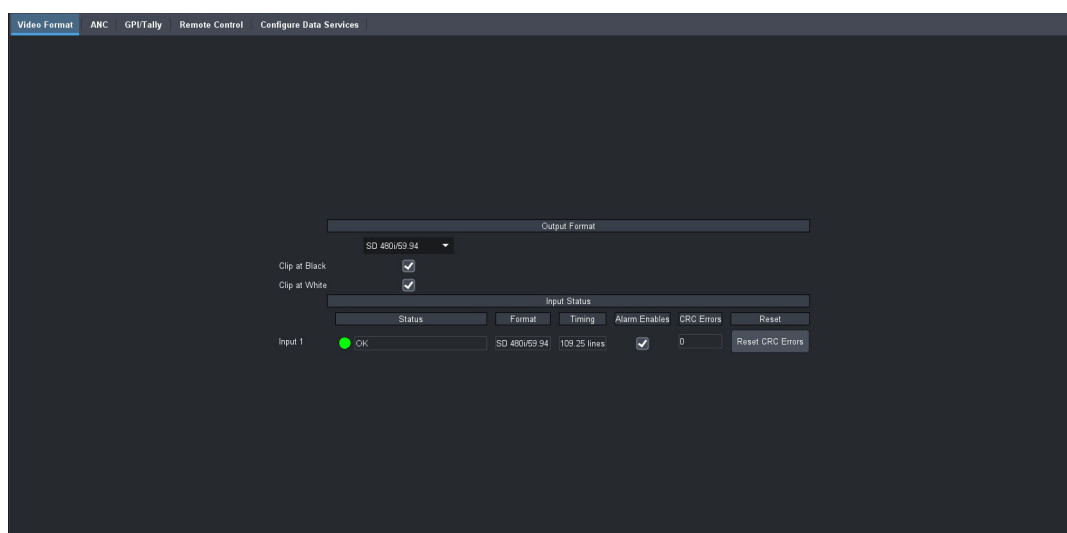 Video Format ANC GPI/Tally Remote Control Configure Data Services
Output Format
SD 480i/59.94
Clip at Black
Clip at White
Input Status
Status Format Timing Alarm Enables CRC Errors Reset
Input 1 OK SD 480i/59.94 109.25 lines 0 Reset CRC Errors